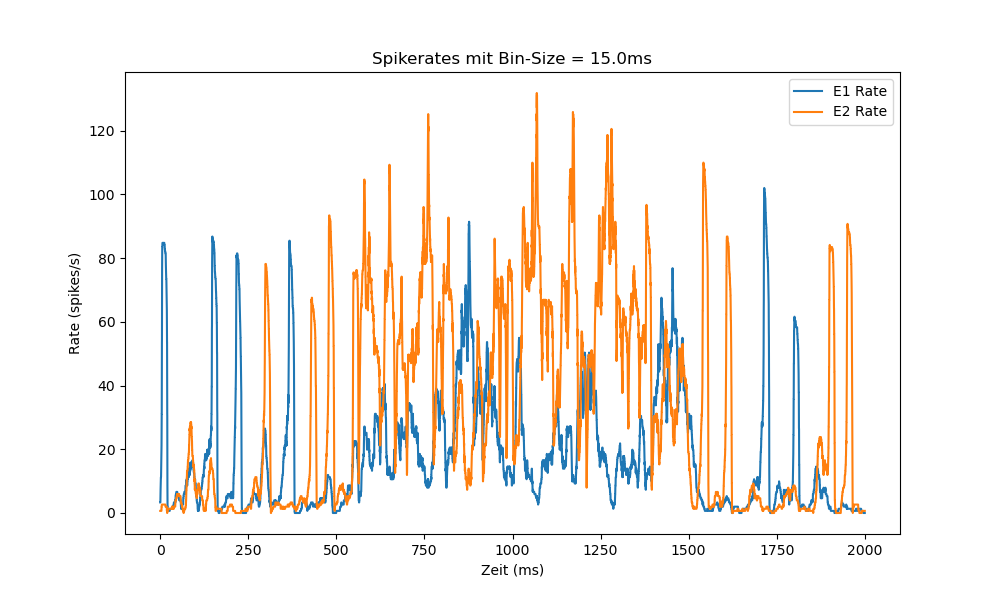 Spikerates mit Bin-Size = 15.0ms
E1 Rate
E2 Rate
Rate (spikes/s)
120
100
80
60
40
20
0
0 250 500 750 1000 1250 1500 1750 2000
Zeit (ms)